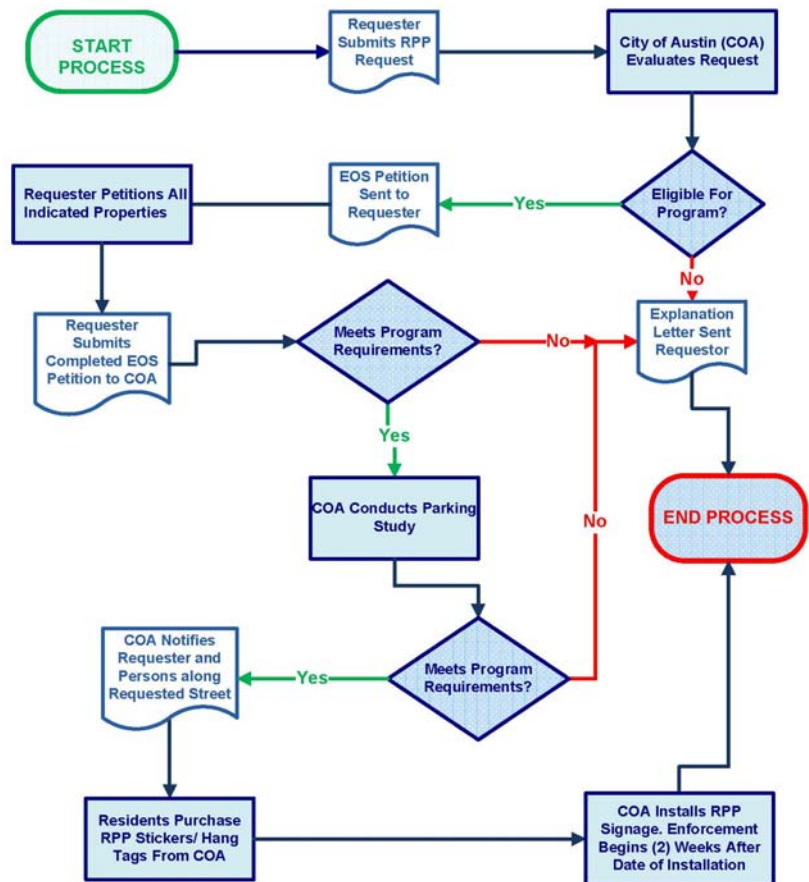 START
PROCESS
Requester
Submits RPP
Request
City of Austin (COA)
Evaluates Request
Eligible For
Program?
Yes
EOS Petition
Sent to
Requester
Requester Petitions All
Indicated Properties
No
Requester
Submits
Completed EOS
Petition to COA
Meets Program
Requirements?
No
Explanation
Letter Sent
Requestor
Yes
COA Conducts Parking
Study
No
END PROCESS
COA Notifies
Requester and
Persons along
Requested Street
Yes
Meets Program
Requirements?
Residents Purchase
RPP Stickers/ Hang
Tags From COA
COA Installs RPP
Signage. Enforcement
Begins (2) Weeks After
Date of Installation